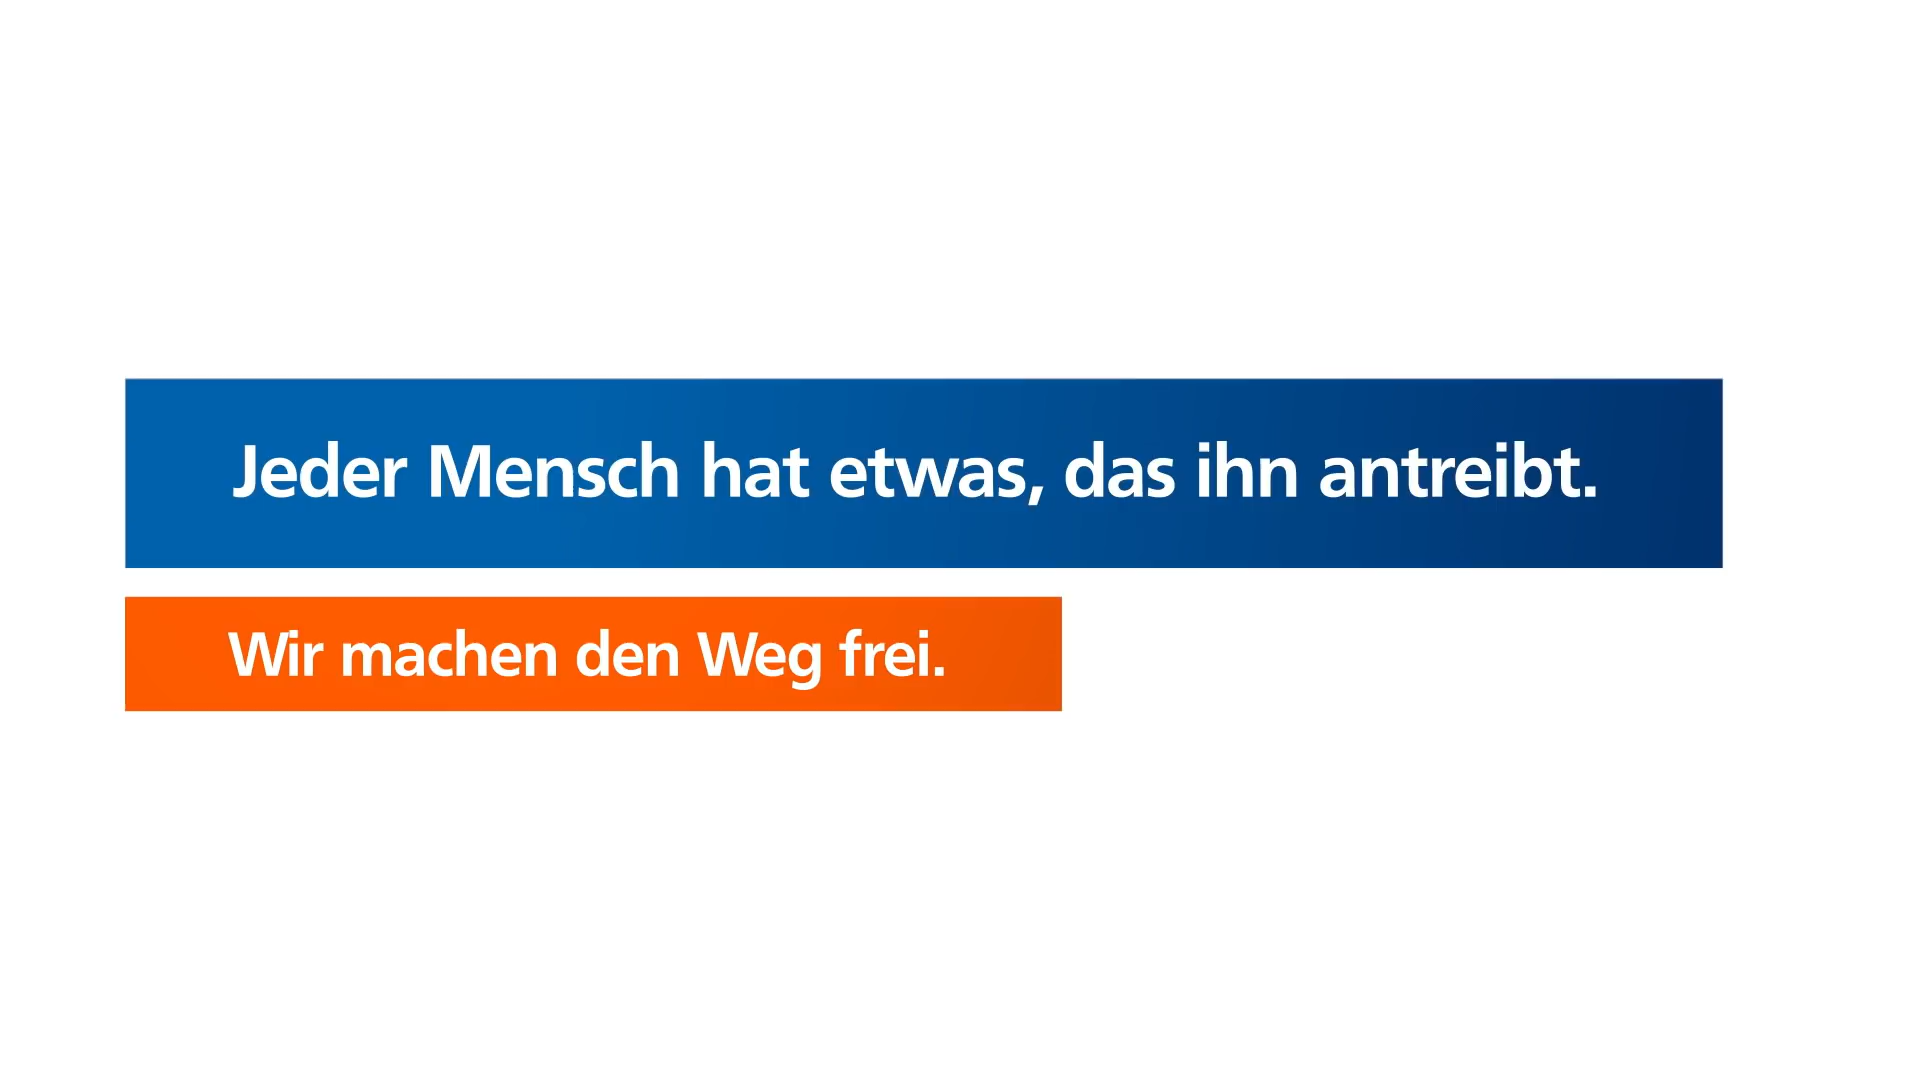 Jeder Mensch hat etwas, das ihn antreibt.
Wir machen den Weg frei.